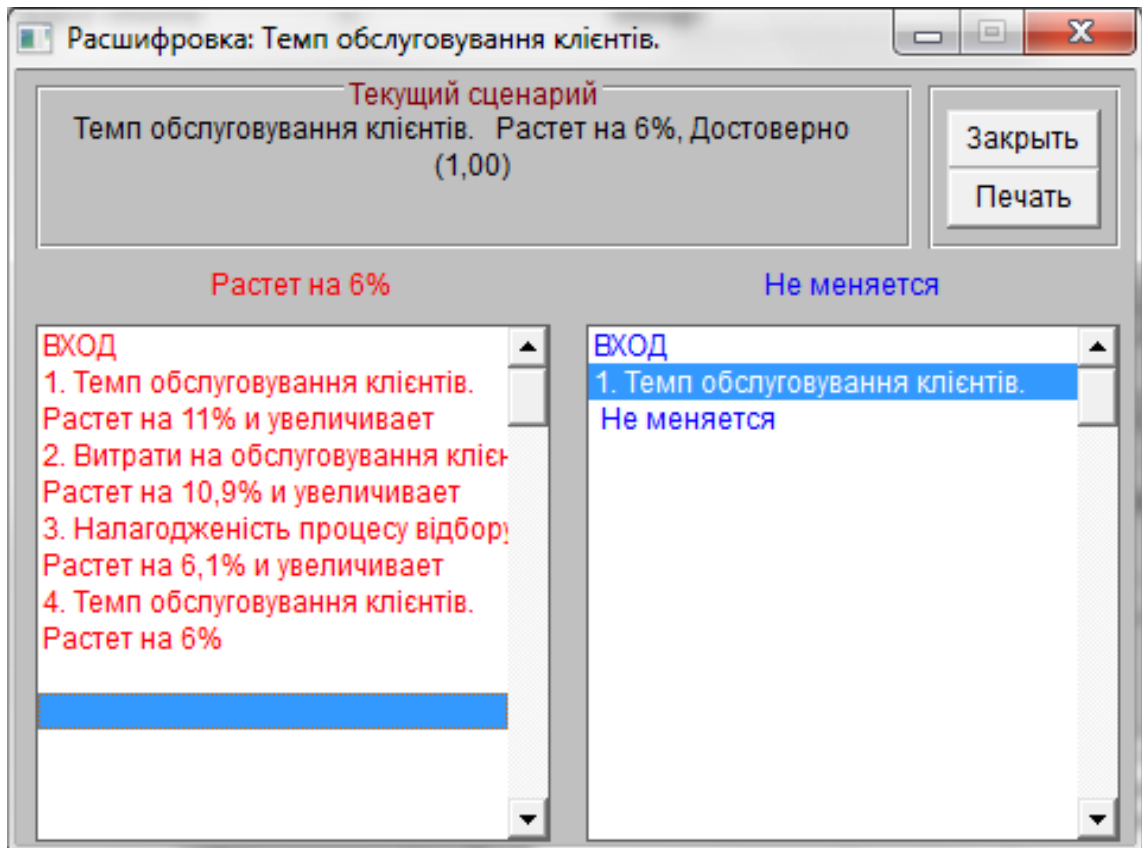 Расшифровка: Темп обслуговування клієнтів.
Текущий сценарий
Темп обслуговування клієнтів. Растет на 6%, Достоверно
(1,00)
Закрыть
Печать
Растет на 6%
ВХОД
1. Темп обслуговування клієнтів.
Растет на 11% и увеличивает
2. Витрати на обслуговування клієн
Растет на 10,9% и увеличивает
3. Налагодженість процесу відбору
Растет на 6,1% и увеличивает
4. Темп обслуговування клієнтів.
Растет на 6%
Не меняется
ВХОД
1. Темп обслуговування клієнтів.
Не меняется